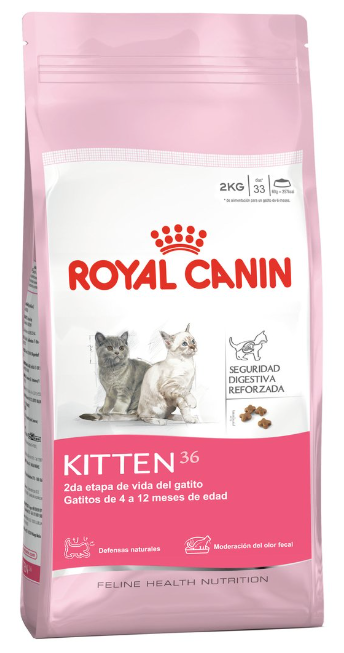 2KG
33
ROYAL CANIN
SEGURIDAD
DIGESTIVA
REFORZADA
KITTEN 36
2da etapa de vida del gatito
Gatitos de 4 a 12 meses de edad
Defensas naturales
Moderación del olor fecal
FELINE HEALTH NUTRITION